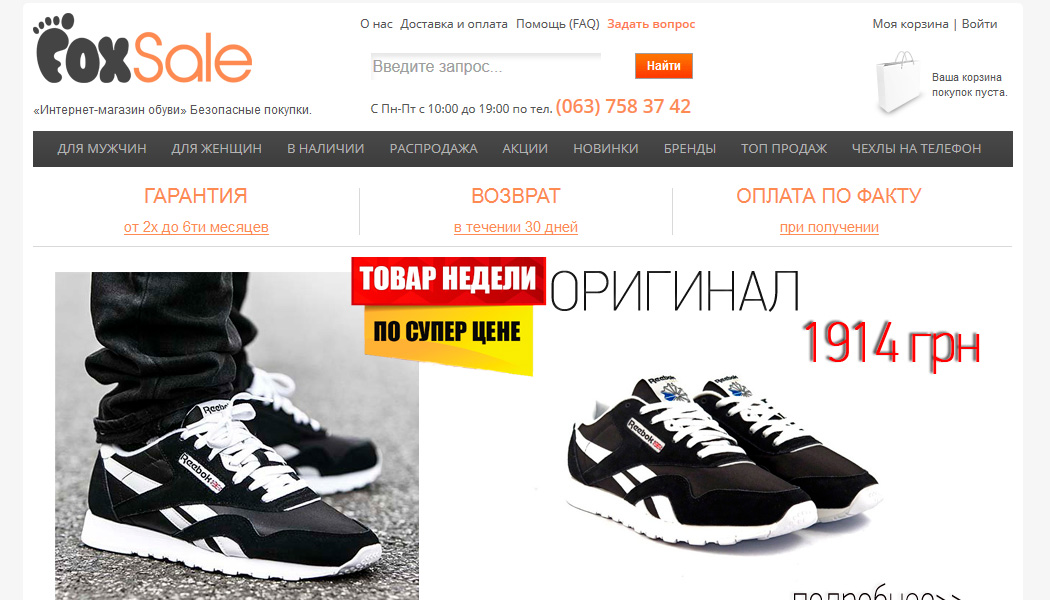 FoxSale
«Интернет-магазин обуви» Безопасные покупки.
О нас Доставка и оплата Помощь (FAQ) Задать вопрос
Введите запрос...
Найти
С Пн-Пт с 10:00 до 19:00 по тел. (063) 758 37 42
Моя корзина | Войти
Ваша корзина
покупок пуста.
ДЛЯ МУЖЧИН ДЛЯ ЖЕНЩИН В НАЛИЧИИ РАСПРОДАЖА АКЦИИ НОВИНКИ БРЕНДЫ ТОП ПРОДАЖ ЧЕХЛЫ НА ТЕЛЕФОН
ГАРАНТИЯ
от 2х до 6ти месяцев
ВОЗВРАТ
в течении 30 дней
ОПЛАТА ПО ФАКТУ
при получении
ТОВАР НЕДЕЛИ
ПО СУПЕР ЦЕНЕ
ОРИГИНАЛ
1914 грн
Reebok
Reebok
Reebok
Reebok
Reebok
подробнее>>